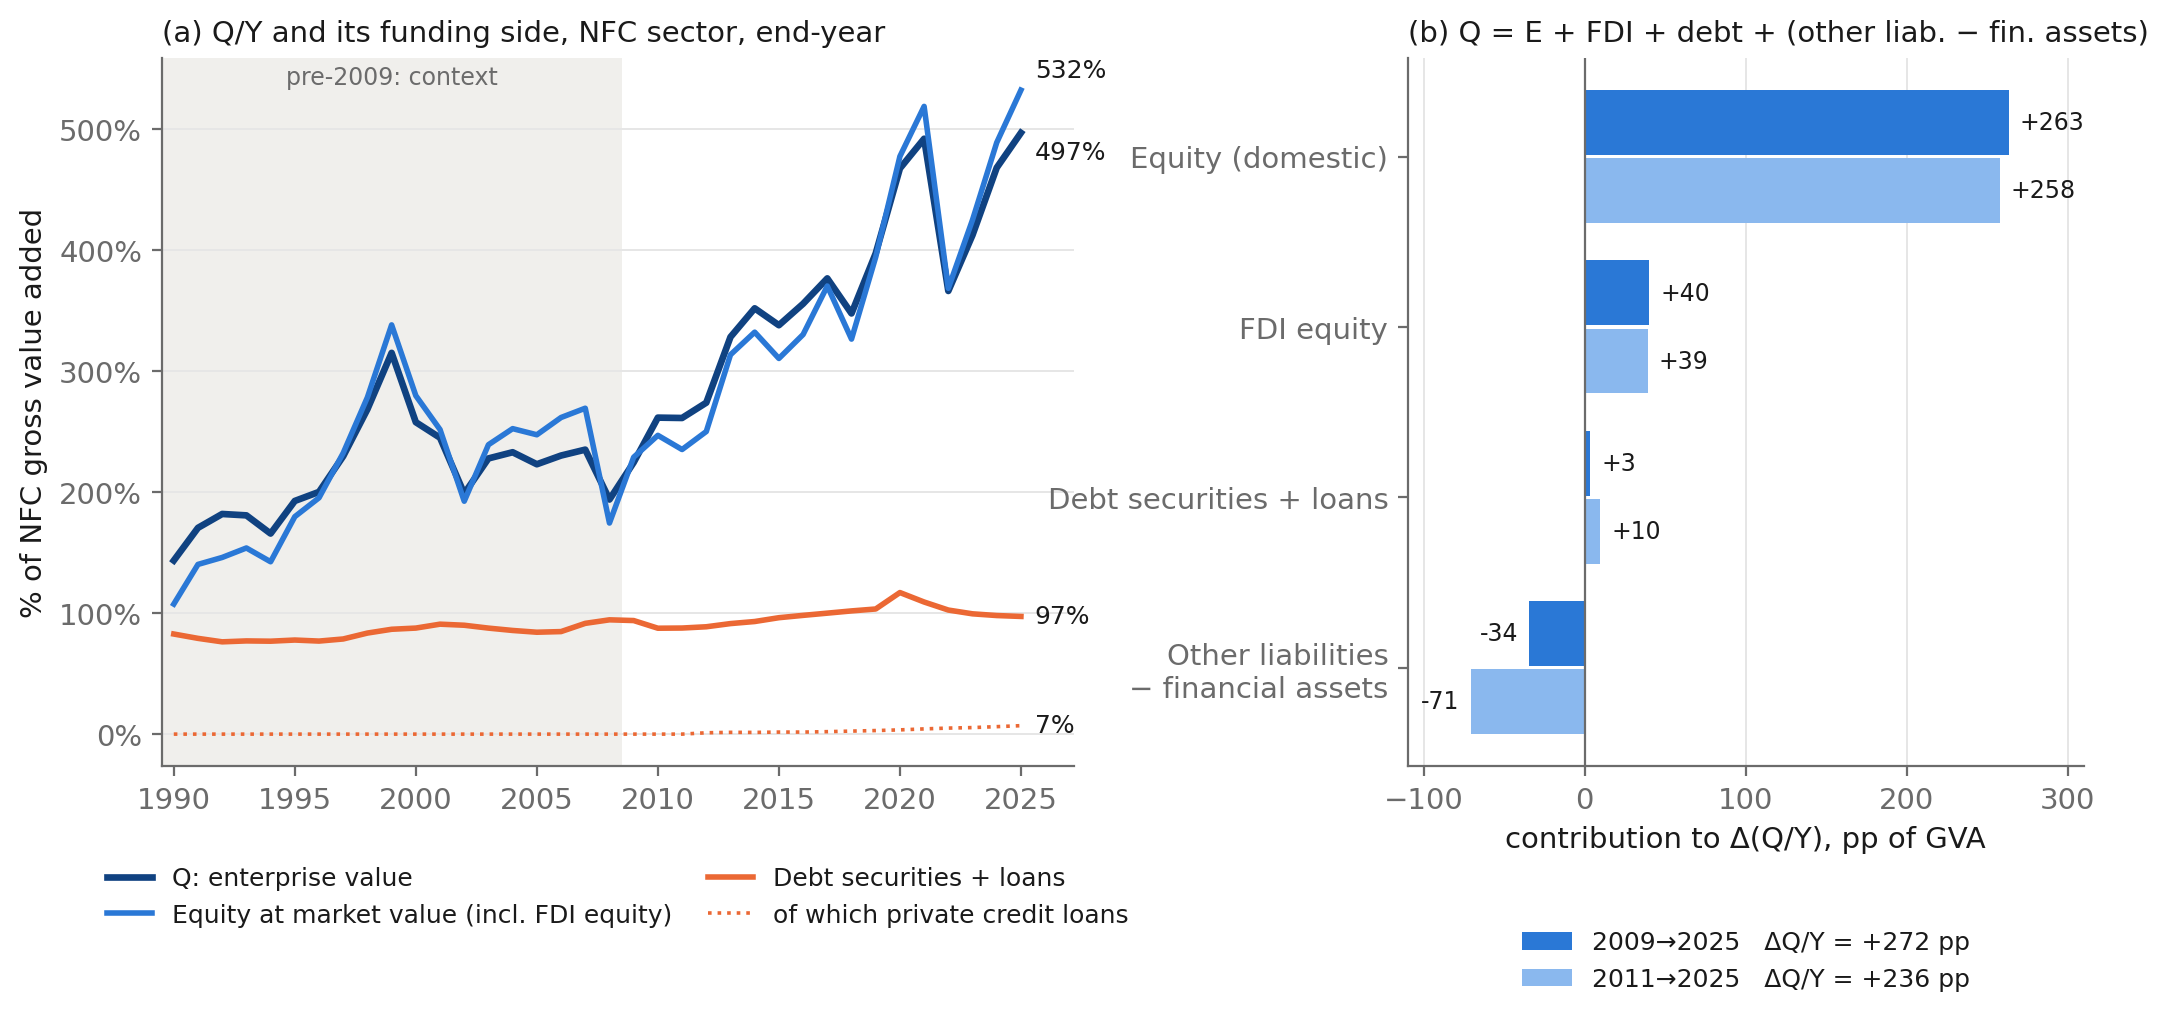 (a) Q/Y and its funding side, NFC sector, end-year
pre-2009: context
% of NFC gross value added
500%
400%
300%
200%
100%
0%
532%
497%
97%
7%
1990 1995 2000 2005 2010 2015 2020 2025
Q: enterprise value
Equity at market value (incl. FDI equity)
Debt securities + loans
of which private credit loans
(b) Q = E + FDI + debt + (other liab. − fin. assets)
Equity (domestic)
+263
+258
FDI equity
+40
+39
Debt securities + loans
+3
+10
Other liabilities
− financial assets
-34
-71
−100 0 100 200 300
contribution to Δ(Q/Y), pp of GVA
2009→2025 ΔQ/Y = +272 pp
2011→2025 ΔQ/Y = +236 pp